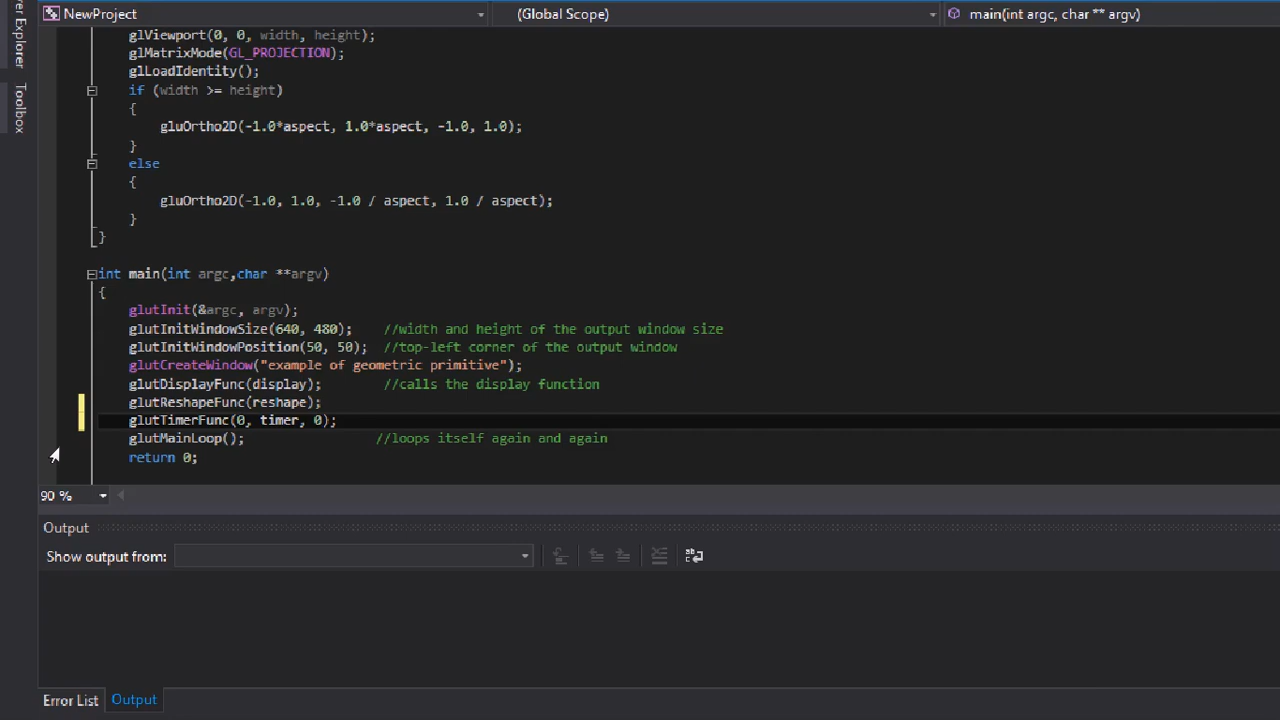 er Explorer
Toolbox
NewProject
(Global Scope)
main(int argc, char ** argv)
glViewport(0, 0, width, height);
glMatrixMode(GL_PROJECTION);
glLoadIdentity();
if (width >= height)
{
gluOrtho2D(-1.0*aspect, 1.0*aspect, -1.0, 1.0);
}
else
{
gluOrtho2D(-1.0, 1.0, -1.0 / aspect, 1.0 / aspect);
}
}
int main(int argc,char **argv)
{
glutInit(&argc, argv);
glutInitWindowSize(640, 480); //width and height of the output window size
glutInitWindowPosition(50, 50); //top-left corner of the output window
glutCreateWindow("example of geometric primitive");
glutDisplayFunc(display); //calls the display function
glutReshapeFunc(reshape);
glutTimerFunc(0, timer, 0);
glutMainLoop(); //loops itself again and again
return 0;
90 %
Output
Show output from:
Error List
Output